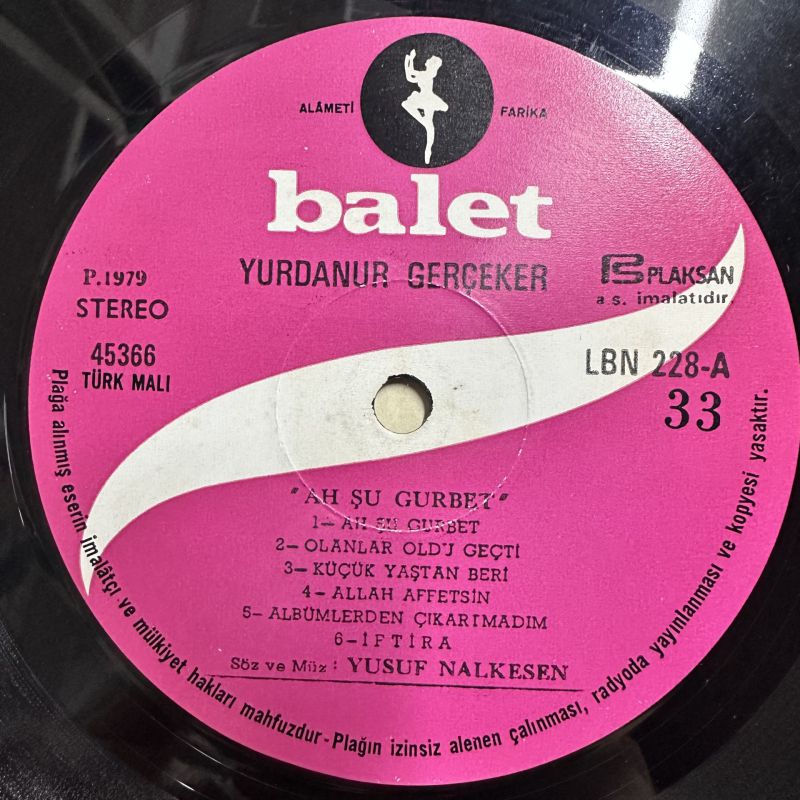 ALÂMETİ FARİKA
balet
YURDANUR GERÇEKER
P.1979
STEREO
45366
TÜRK MALI
PLAKSAN
a.ş. imalatıdır.
LBN 228-A
33
"AH ŞU GURBET"
1- AH ŞU GURBET
2- OLANLAR OLDU GEÇTİ
3- KÜÇÜK YAŞTAN BERİ
4- ALLAH AFFETSİN
5- ALBÜMLERDEN ÇIKARTMADIM
6- İFTİRA
Söz ve Müz : YUSUF NALKESEN
Plağa alınmış eserin imalâtçı ve mülkiyet hakları mahfuzdur-Plağın izinsiz alenen çalınması, radyoda yayınlanması ve kopyesi yasaktır.